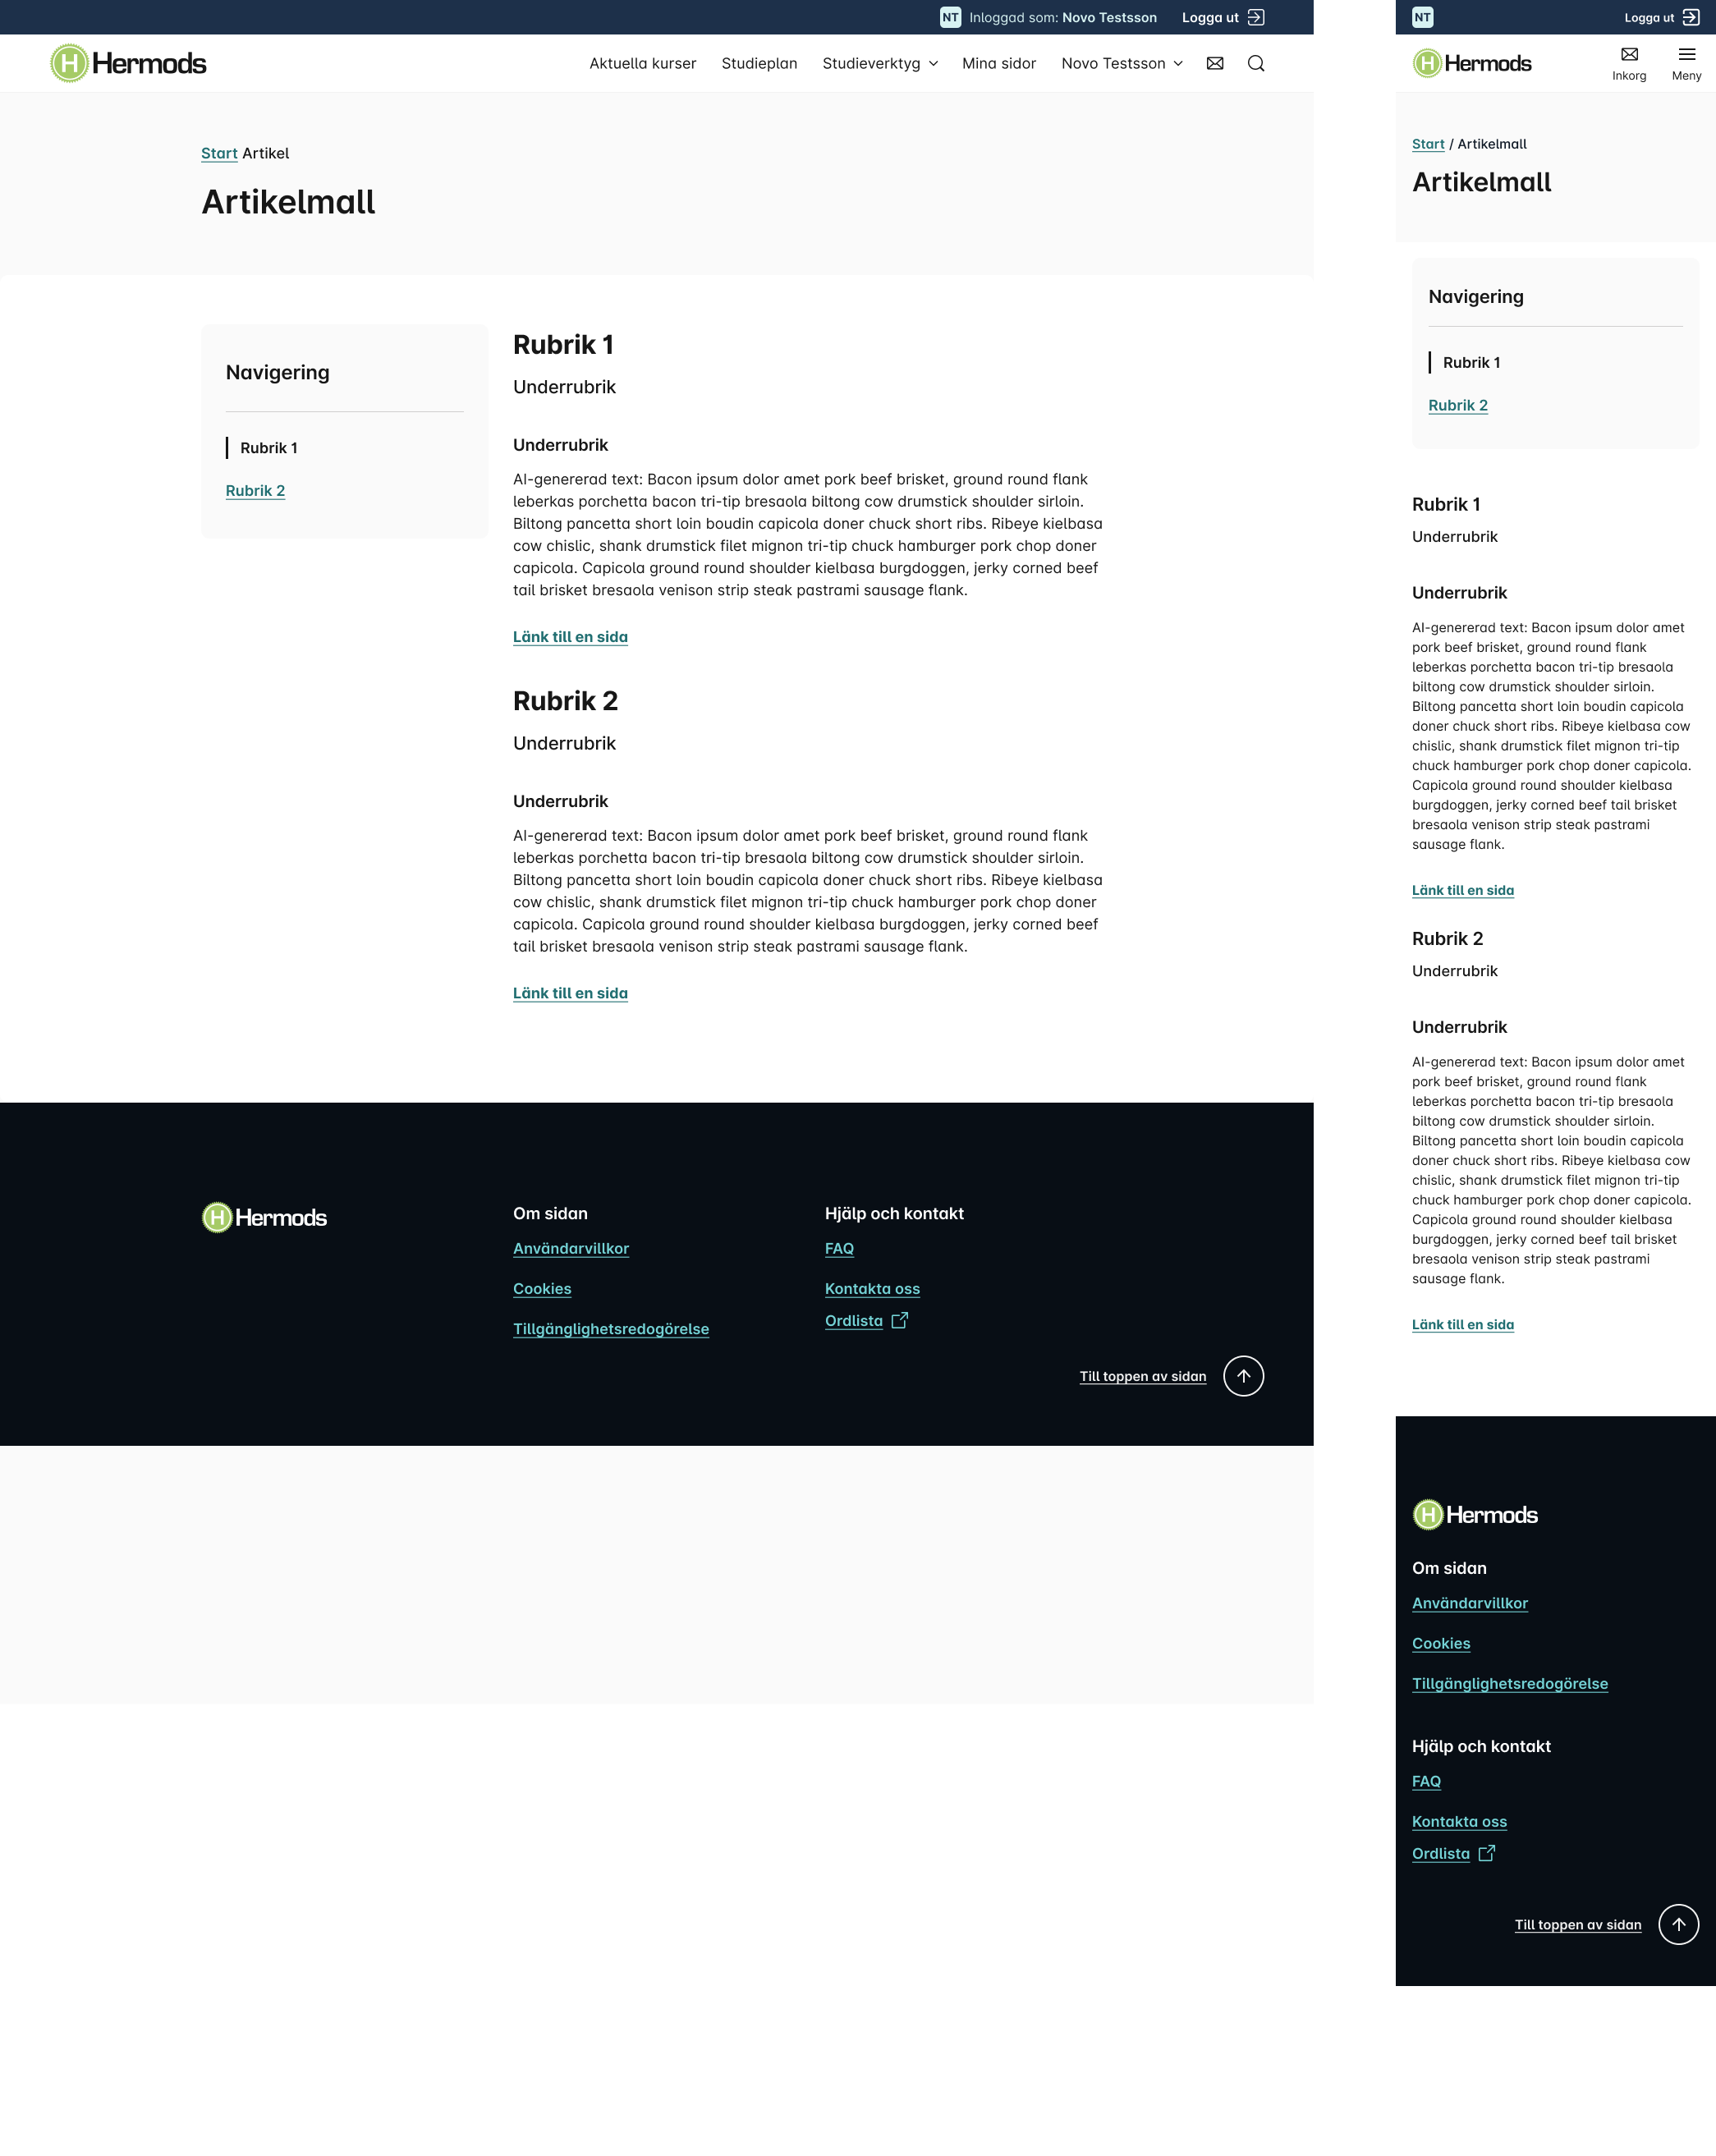 NT Inloggad som: Novo Testsson Logga ut
Hermods Aktuella kurser Studieplan Studieverktyg Mina sidor Novo Testsson
Start Artikel
Artikelmall
Navigering
Rubrik 1
Rubrik 2
Rubrik 1
Underrubrik
Underrubrik
AI-genererad text: Bacon ipsum dolor amet pork beef brisket, ground round flank
leberkas porchetta bacon tri-tip bresaola biltong cow drumstick shoulder sirloin.
Biltong pancetta short loin boudin capicola doner chuck short ribs. Ribeye kielbasa
cow chislic, shank drumstick filet mignon tri-tip chuck hamburger pork chop doner
capicola. Capicola ground round shoulder kielbasa burgdoggen, jerky corned beef
tail brisket bresaola venison strip steak pastrami sausage flank.
Länk till en sida
Rubrik 2
Underrubrik
Underrubrik
AI-genererad text: Bacon ipsum dolor amet pork beef brisket, ground round flank
leberkas porchetta bacon tri-tip bresaola biltong cow drumstick shoulder sirloin.
Biltong pancetta short loin boudin capicola doner chuck short ribs. Ribeye kielbasa
cow chislic, shank drumstick filet mignon tri-tip chuck hamburger pork chop doner
capicola. Capicola ground round shoulder kielbasa burgdoggen, jerky corned beef
tail brisket bresaola venison strip steak pastrami sausage flank.
Länk till en sida
H Hermods
Om sidan
Användarvillkor
Cookies
Tillgänglighetsredogörelse
Hjälp och kontakt
FAQ
Kontakta oss
Ordlista
Till toppen av sidan
NT Logga ut
H Hermods Inkorg Meny
Start / Artikelmall
Artikelmall
Navigering
Rubrik 1
Rubrik 2
Rubrik 1
Underrubrik
Underrubrik
AI-genererad text: Bacon ipsum dolor amet
pork beef brisket, ground round flank
leberkas porchetta bacon tri-tip bresaola
biltong cow drumstick shoulder sirloin.
Biltong pancetta short loin boudin capicola
doner chuck short ribs. Ribeye kielbasa cow
chislic, shank drumstick filet mignon tri-tip
chuck hamburger pork chop doner capicola.
Capicola ground round shoulder kielbasa
burgdoggen, jerky corned beef tail brisket
bresaola venison strip steak pastrami
sausage flank.
Länk till en sida
Rubrik 2
Underrubrik
Underrubrik
AI-genererad text: Bacon ipsum dolor amet
pork beef brisket, ground round flank
leberkas porchetta bacon tri-tip bresaola
biltong cow drumstick shoulder sirloin.
Biltong pancetta short loin boudin capicola
doner chuck short ribs. Ribeye kielbasa cow
chislic, shank drumstick filet mignon tri-tip
chuck hamburger pork chop doner capicola.
Capicola ground round shoulder kielbasa
burgdoggen, jerky corned beef tail brisket
bresaola venison strip steak pastrami
sausage flank.
Länk till en sida
H Hermods
Om sidan
Användarvillkor
Cookies
Tillgänglighetsredogörelse
Hjälp och kontakt
FAQ
Kontakta oss
Ordlista
Till toppen av sidan